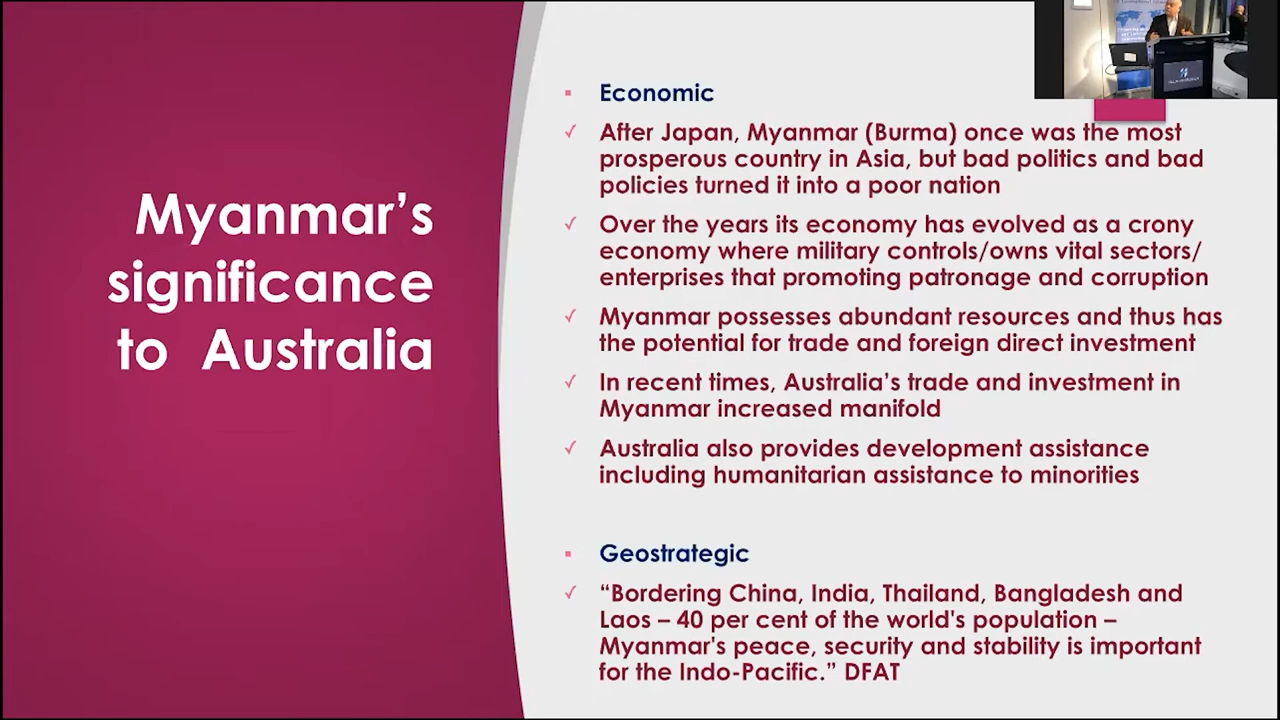 Myanmar’s
significance
to Australia
▪ Economic
✓ After Japan, Myanmar (Burma) once was the most
prosperous country in Asia, but bad politics and bad
policies turned it into a poor nation
✓ Over the years its economy has evolved as a crony
economy where military controls/owns vital sectors/
enterprises that promoting patronage and corruption
✓ Myanmar possesses abundant resources and thus has
the potential for trade and foreign direct investment
✓ In recent times, Australia’s trade and investment in
Myanmar increased manifold
✓ Australia also provides development assistance
including humanitarian assistance to minorities
▪ Geostrategic
✓ “Bordering China, India, Thailand, Bangladesh and
Laos – 40 per cent of the world's population –
Myanmar's peace, security and stability is important
for the Indo-Pacific.” DFAT